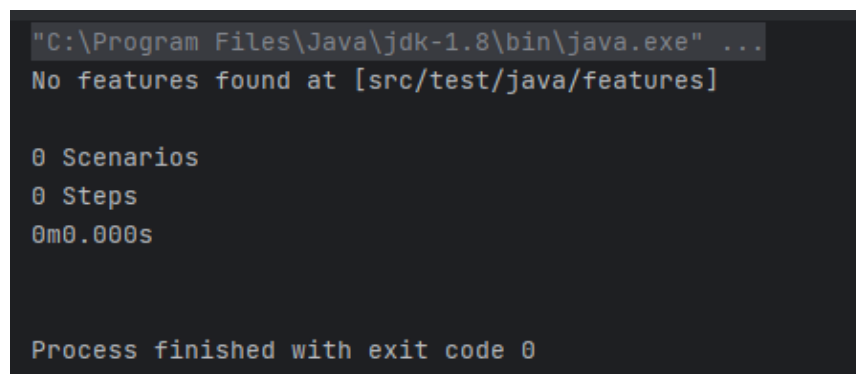 "C:\Program Files\Java\jdk-1.8\bin\java.exe" ...
No features found at [src/test/java/features]
0 Scenarios
0 Steps
0m0.000s
Process finished with exit code 0